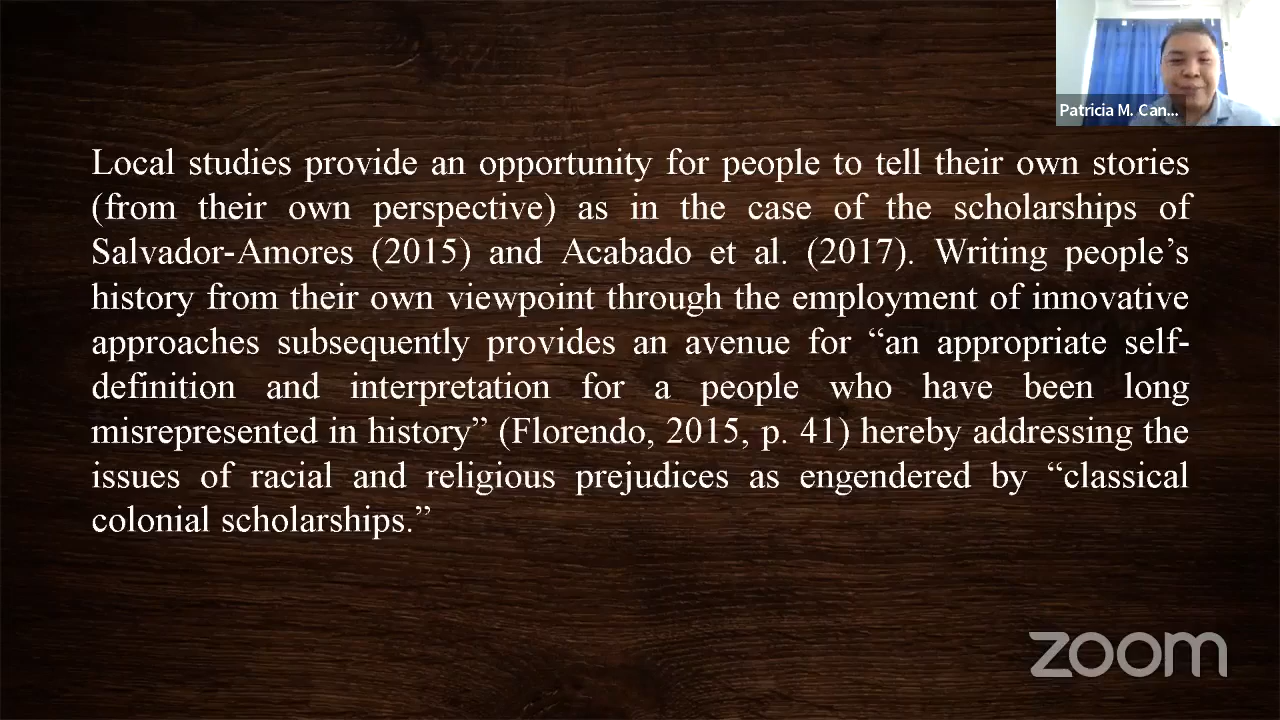 Patricia M. Can...
Local studies provide an opportunity for people to tell their own stories
(from their own perspective) as in the case of the scholarships of
Salvador-Amores (2015) and Acabado et al. (2017). Writing people’s
history from their own viewpoint through the employment of innovative
approaches subsequently provides an avenue for “an appropriate self-
definition and interpretation for a people who have been long
misrepresented in history” (Florendo, 2015, p. 41) hereby addressing the
issues of racial and religious prejudices as engendered by “classical
colonial scholarships.”
zoom